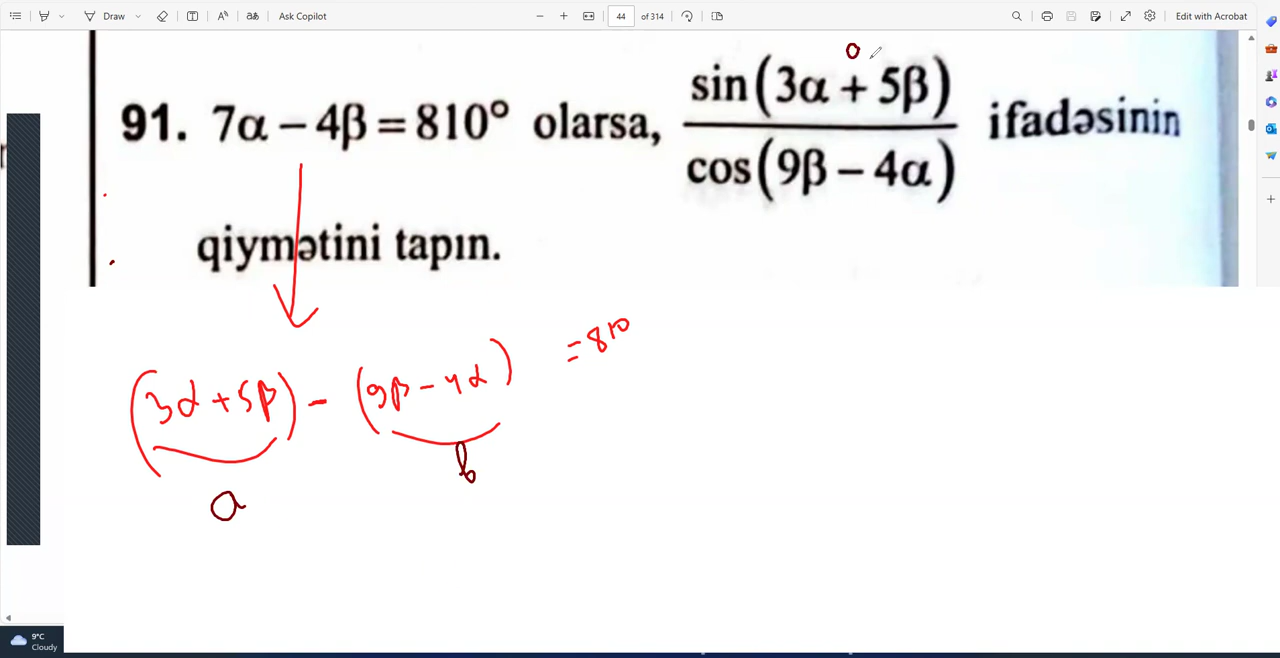 Draw
Ask Copilot
44 of 314
Edit with Acrobat
91. 7α – 4β = 810° olarsa, sin(3α + 5β) / cos(9β – 4α) ifadəsinin
qiymətini tapın.
(3α + 5β) – (9β – 4α) = 810
a b
9°C
Cloudy